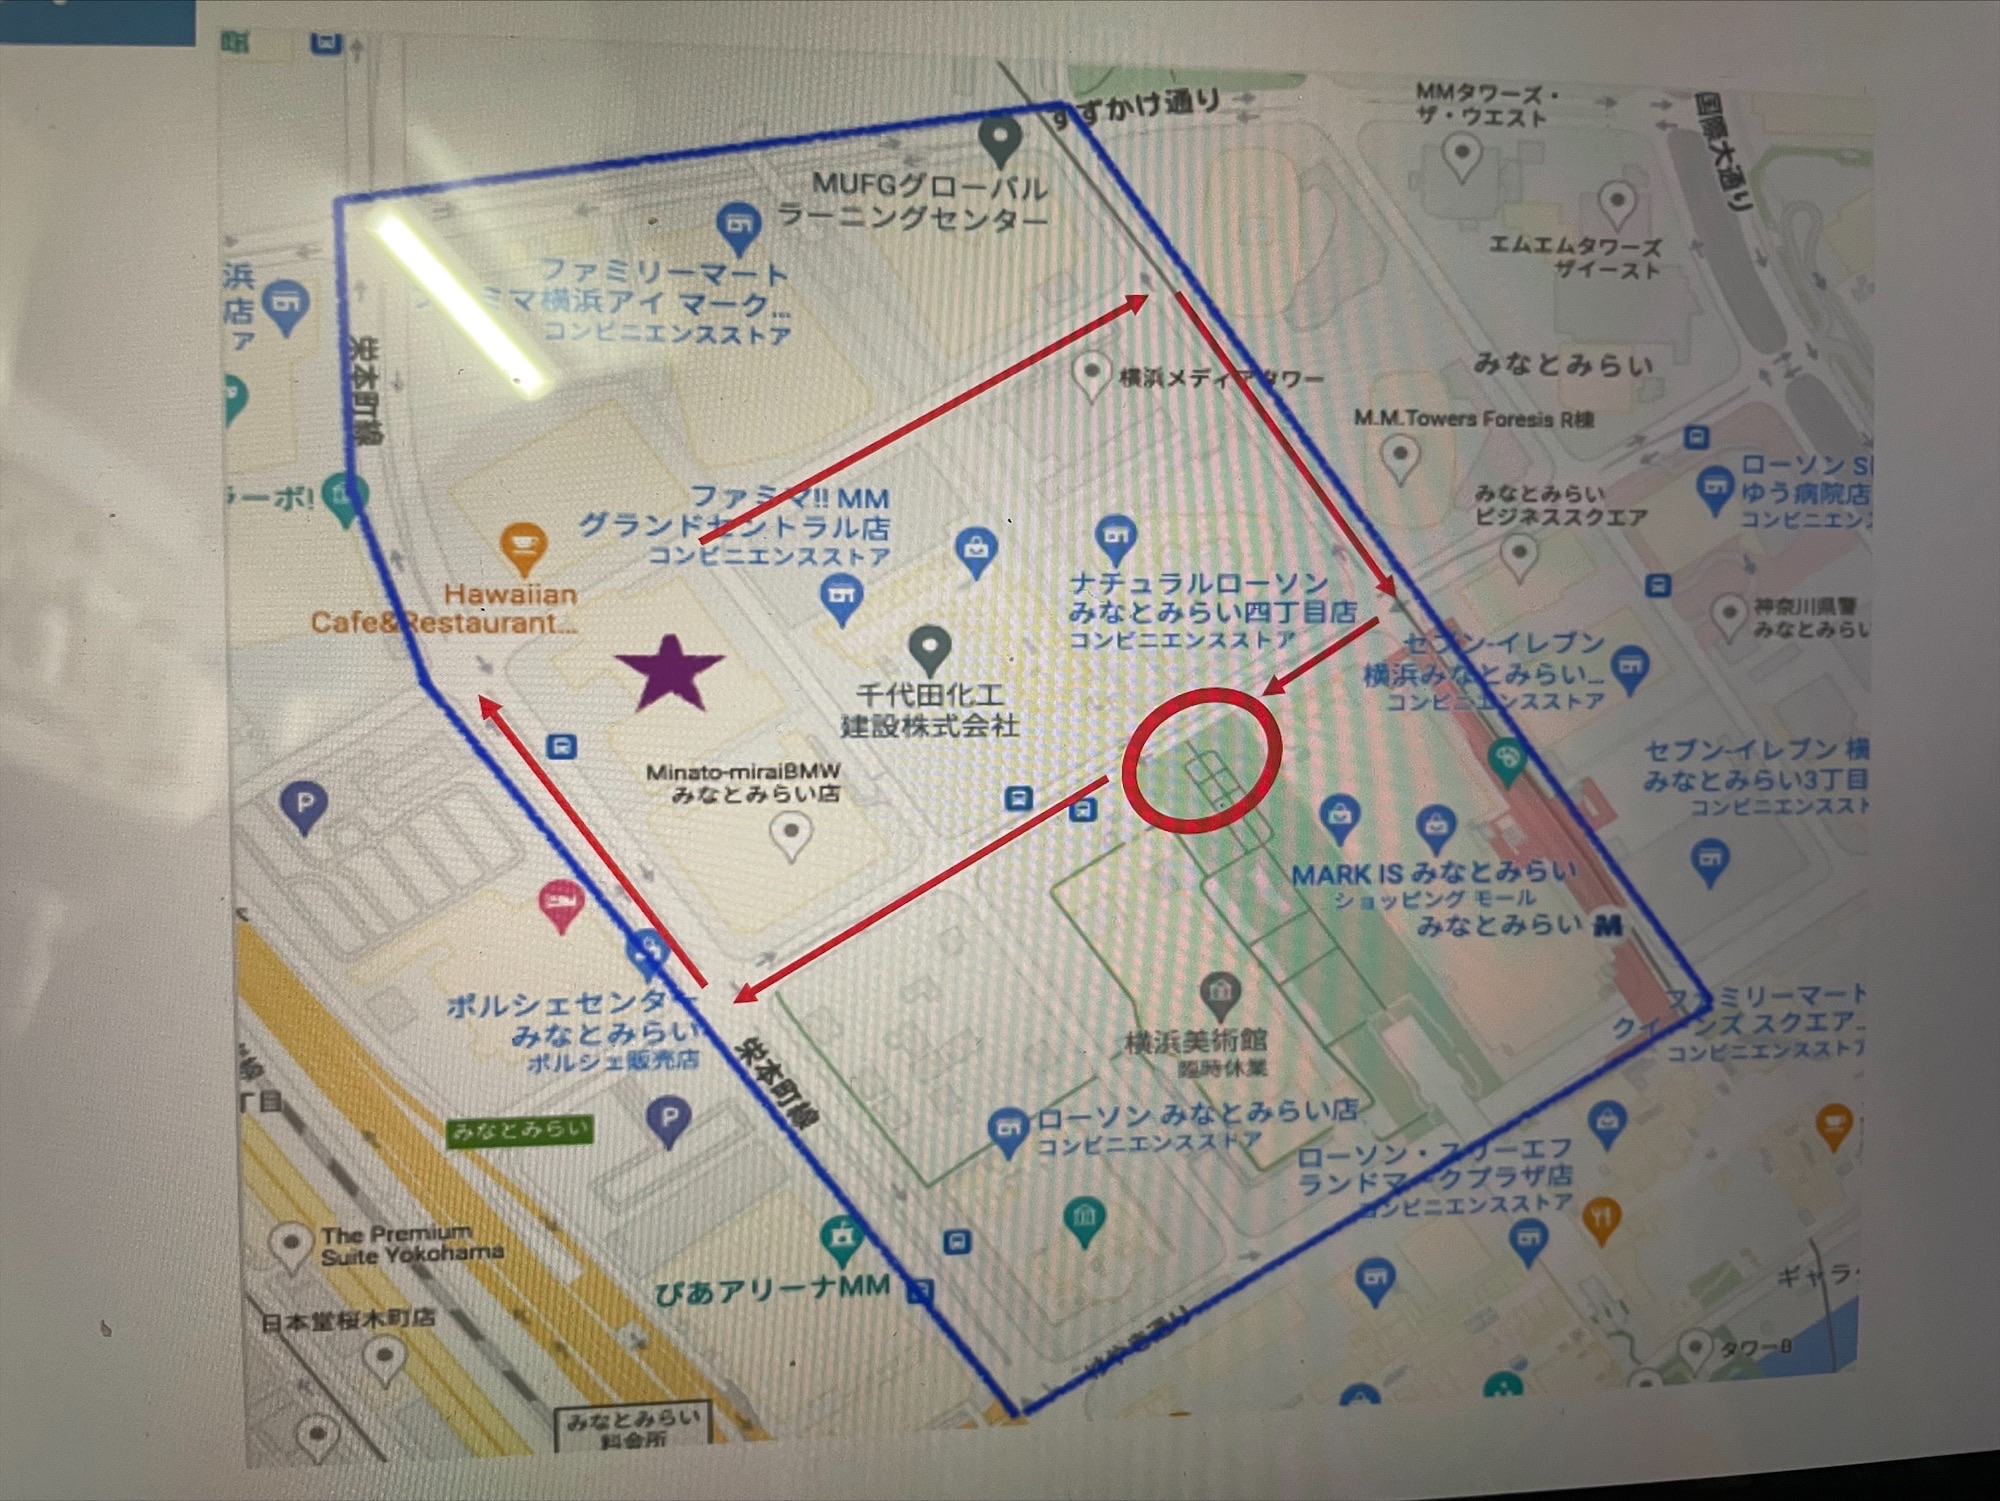 すずかけ通り
MMタワーズ・
ザ・ウエスト
国際大通り
MUFGグローバル
ラーニングセンター
エムエムタワーズ
ザイースト
浜
店
ア
ファミリーマート
ミマ横浜アイ マーク...
コンビニエンスストア
栄本町線
横浜メディアタワー
みなとみらい
M.M.Towers Foresis R棟
ローソン
ゆう病院店
コンビニエン
みなとみらい
ビジネススクエア
ラーボ!
ファミマ!! MM
グランドセントラル店
コンビニエンスストア
Hawaiian
Cafe&Restaurant...
ナチュラルローソン
みなとみらい四丁目店
コンビニエンスストア
神奈川県警
みなとみらい
セブン-イレブン
横浜みなとみらい...
コンビニエンスストア
千代田化工
建設株式会社
Minato-miraiBMW
みなとみらい店
セブン-イレブン 横
みなとみらい3丁目
コンビニエンススト
P
MARK IS みなとみらい
ショッピング モール
みなとみらい
M
ポルシェセンター
みなとみらい
ポルシェ販売店
ファミリーマート
クイーンズ スクエア...
コンビニエンスストア
横浜美術館
臨時休業
栄本町線
丁目
みなとみらい
P
ローソン みなとみらい店
コンビニエンスストア
ローソン・スリーエフ
ランドマークプラザ店
コンビニエンスストア
The Premium
Suite Yokohama
ぴあアリーナMM
けやき通り
ギャラ
日本堂桜木町店
タワーB
みなとみらい
料金所